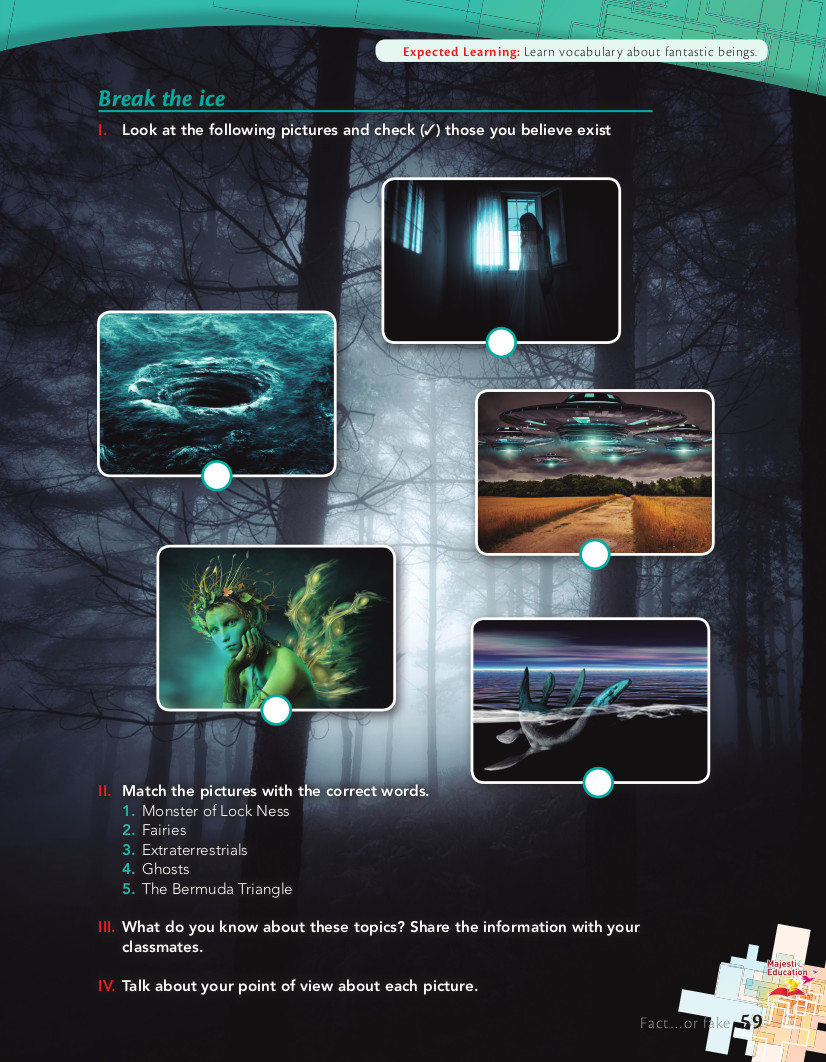 Expected Learning: Learn vocabulary about fantastic beings.
Break the ice
I. Look at the following pictures and check (✓) those you believe exist
II. Match the pictures with the correct words.
1. Monster of Lock Ness
2. Fairies
3. Extraterrestrials
4. Ghosts
5. The Bermuda Triangle
III. What do you know about these topics? Share the information with your
classmates.
IV. Talk about your point of view about each picture.
Majestic
Education
Fact...or fake 59